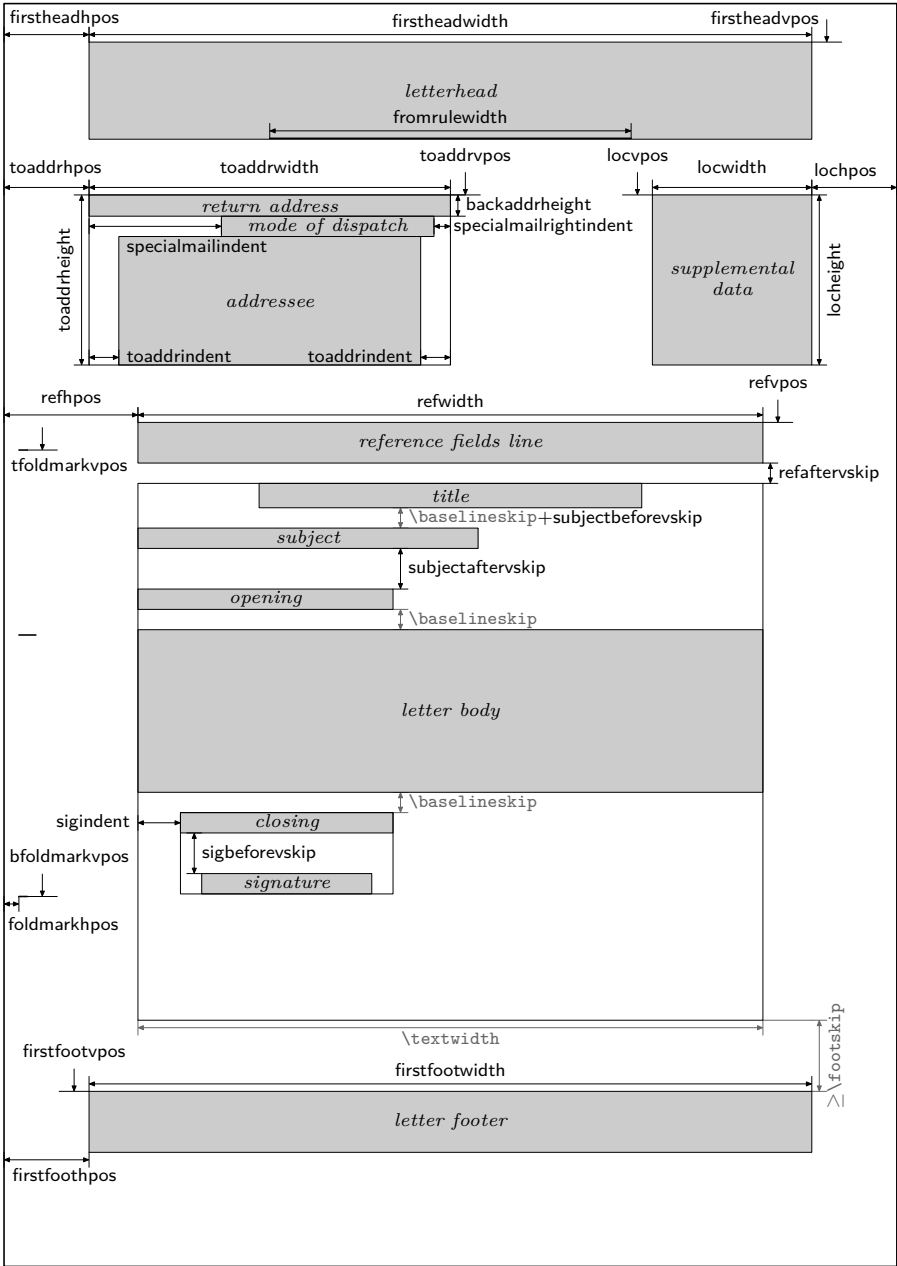 firstheadhpos
firstheadwidth
firstheadvpos
letterhead
fromrulewidth
toaddrhpos
toaddrwidth
toaddrvpos
locvpos
locwidth
lochpos
return address
backaddrheight
mode of dispatch
specialmailrightindent
specialmailindent
toaddrheight
addressee
supplemental
data
locheight
toaddrindent
toaddrindent
refhpos
refwidth
refvpos
reference fields line
tfoldmarkvpos
refaftervskip
title
\baselineskip+subjectbeforevskip
subject
subjectaftervskip
opening
\baselineskip
letter body
\baselineskip
sigindent
closing
sigbeforevskip
bfoldmarkvpos
signature
foldmarkhpos
\textwidth
≥\footskip
firstfootvpos
firstfootwidth
letter footer
firstfoothpos